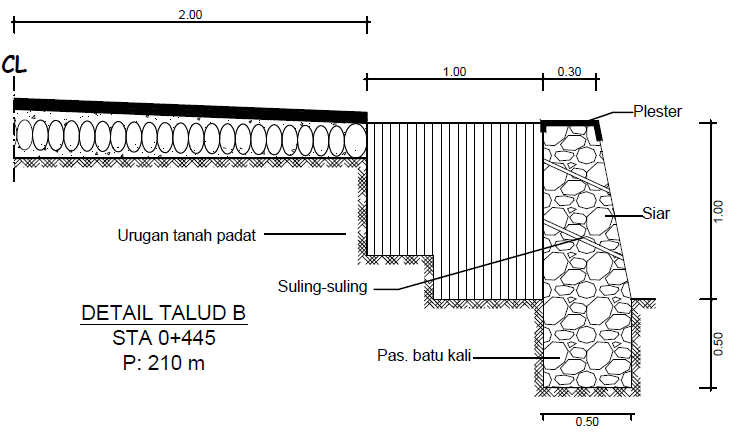 2.00
CL
1.00
0.30
Plester
1.00
Siar
Urugan tanah padat
Suling-suling
DETAIL TALUD B
STA 0+445
P: 210 m
Pas. batu kali
0.50
0.50